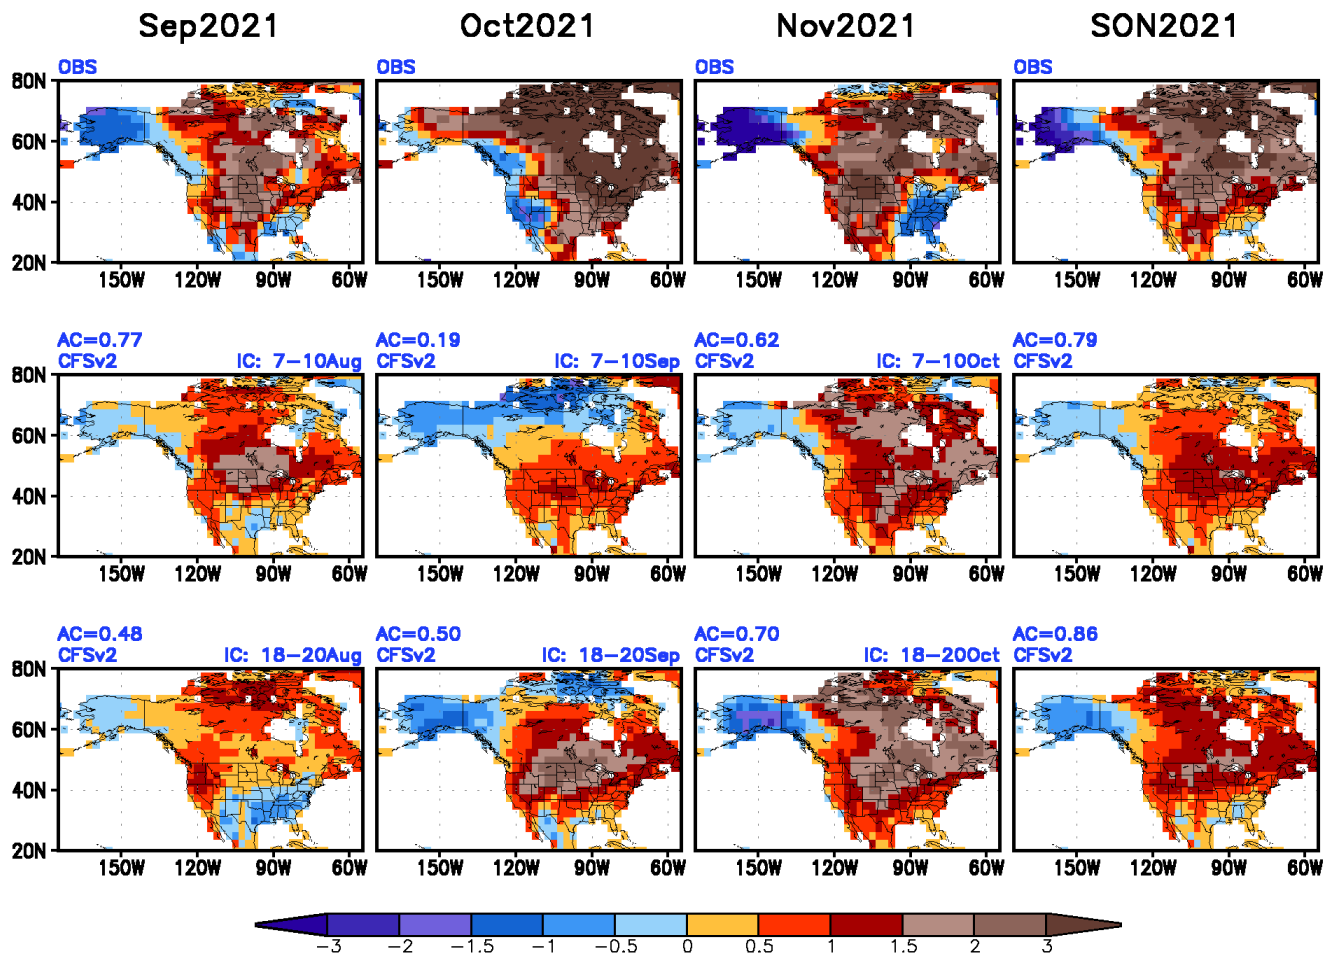 Sep2021 Oct2021 Nov2021 SON2021
OBS OBS OBS OBS
80N
60N
40N
20N
150W 120W 90W 60W 150W 120W 90W 60W 150W 120W 90W 60W 150W 120W 90W 60W
AC=0.77 AC=0.19 AC=0.62 AC=0.79
CFSv2 IC: 7-10Aug CFSv2 IC: 7-10Sep CFSv2 IC: 7-10Oct CFSv2
80N
60N
40N
20N
150W 120W 90W 60W 150W 120W 90W 60W 150W 120W 90W 60W 150W 120W 90W 60W
AC=0.48 AC=0.50 AC=0.70 AC=0.86
CFSv2 IC: 18-20Aug CFSv2 IC: 18-20Sep CFSv2 IC: 18-20Oct CFSv2
80N
60N
40N
20N
150W 120W 90W 60W 150W 120W 90W 60W 150W 120W 90W 60W 150W 120W 90W 60W
-3 -2 -1.5 -1 -0.5 0 0.5 1 1.5 2 3